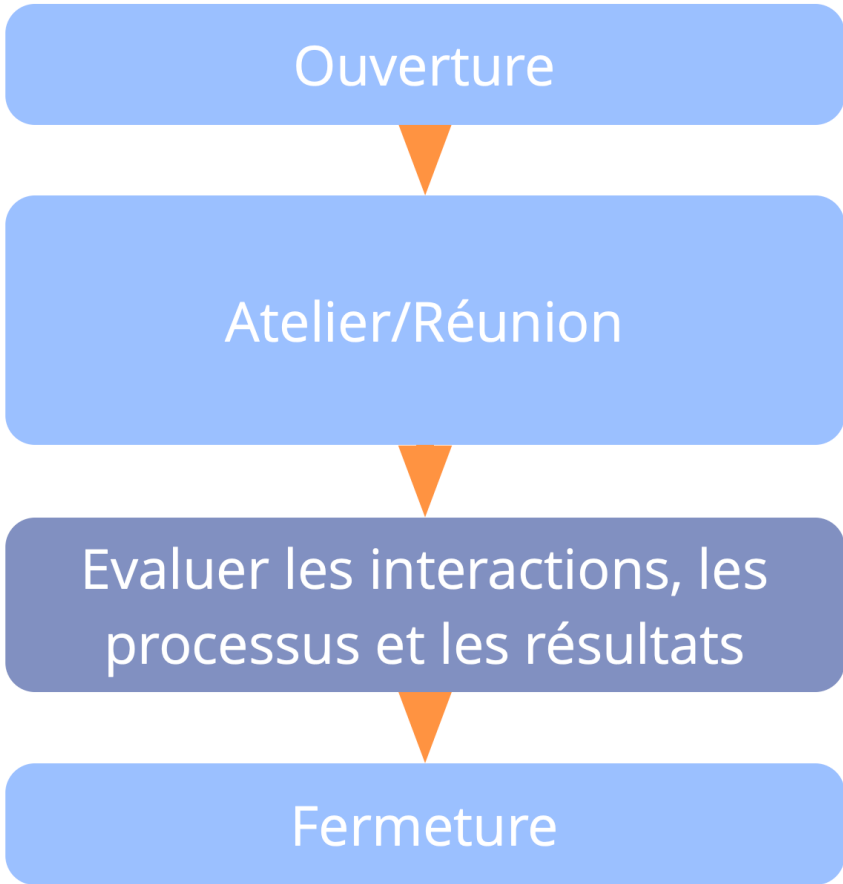 Ouverture
Atelier/Réunion
Evaluer les interactions, les
processus et les résultats
Fermeture